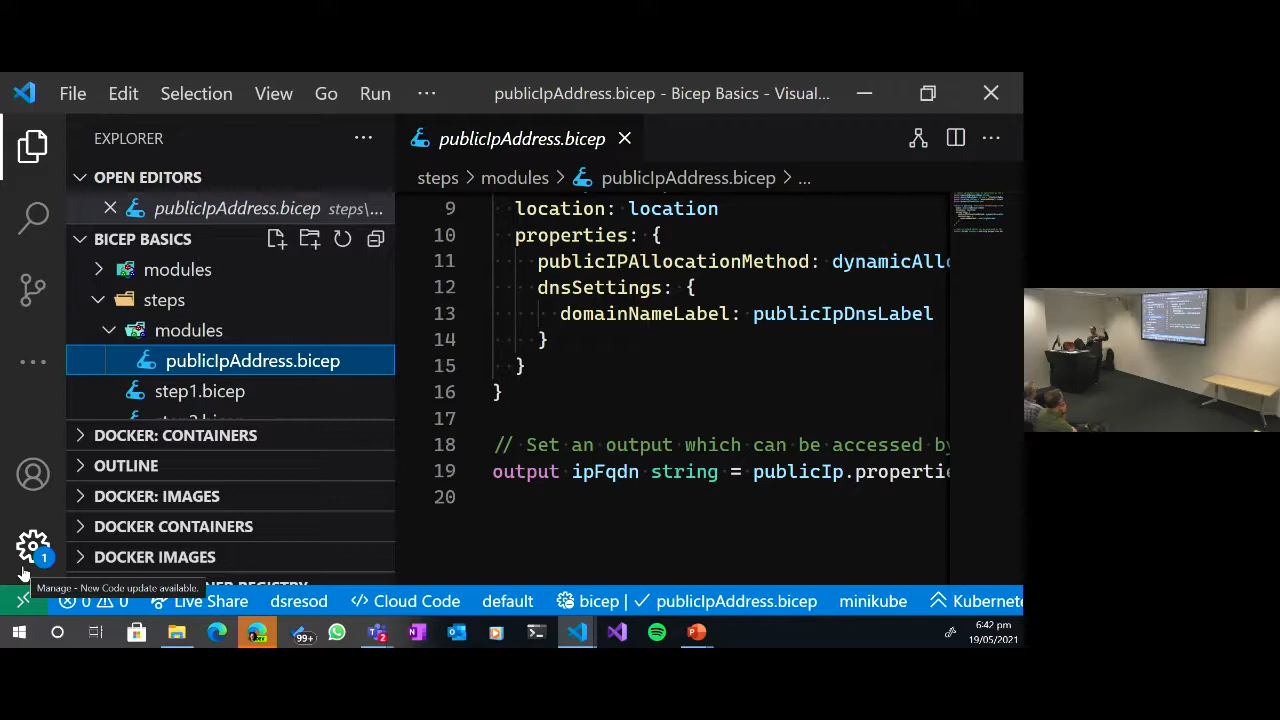 File Edit Selection View Go Run ··· publicIpAddress.bicep - Bicep Basics - Visual...
EXPLORER ···
OPEN EDITORS
publicIpAddress.bicep steps\...
BICEP BASICS
modules
steps
modules
publicIpAddress.bicep
step1.bicep
DOCKER: CONTAINERS
OUTLINE
DOCKER: IMAGES
DOCKER CONTAINERS
DOCKER IMAGES
publicIpAddress.bicep
steps > modules > publicIpAddress.bicep > ...
9 location: location
10 properties: {
11 publicIPAllocationMethod: dynamicAllo
12 dnsSettings: {
13 domainNameLabel: publicIpDnsLabel
14 }
15 }
16 }
17
18 // Set an output which can be accessed by
19 output ipFqdn string = publicIp.propertie
20
1
Manage - New Code update available.
0 0 Live Share dsresod Cloud Code default bicep | publicIpAddress.bicep minikube Kubernete
99+ 2
6:42 pm
19/05/2021